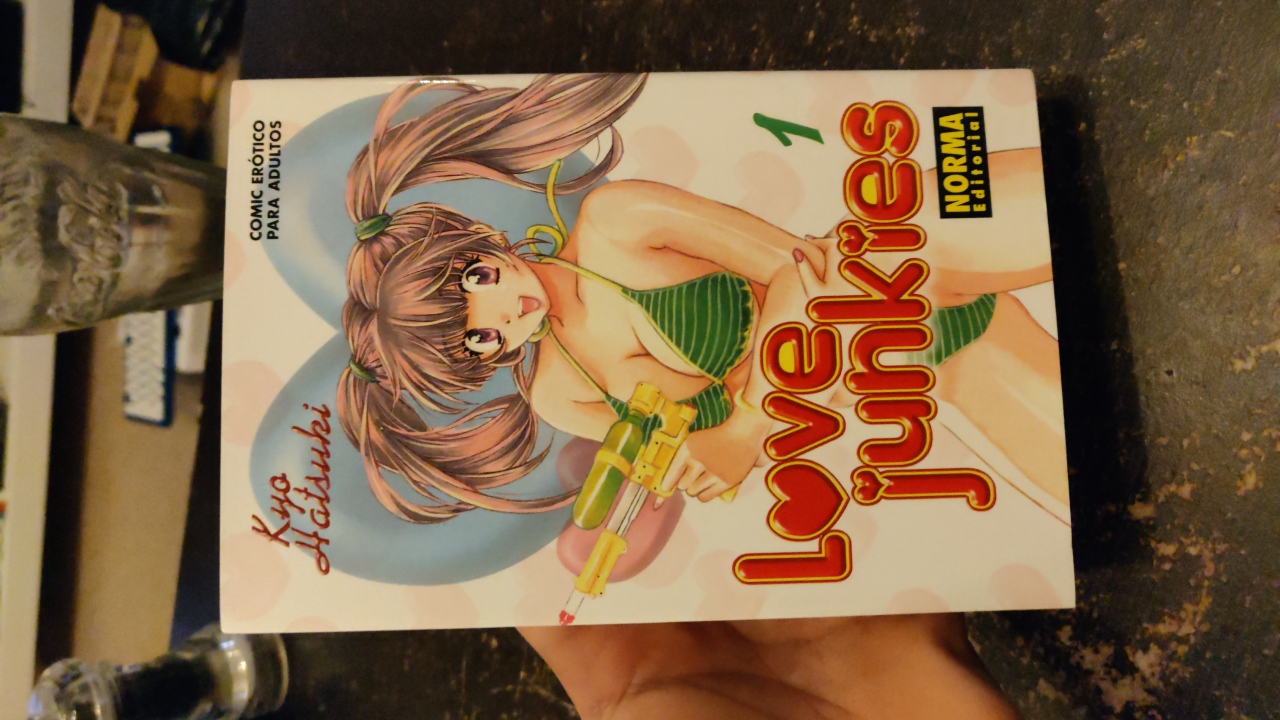 COMIC ERÓTICO
PARA ADULTOS
Kyo
Hatsuki
1
Love
junkies
NORMA
Editorial